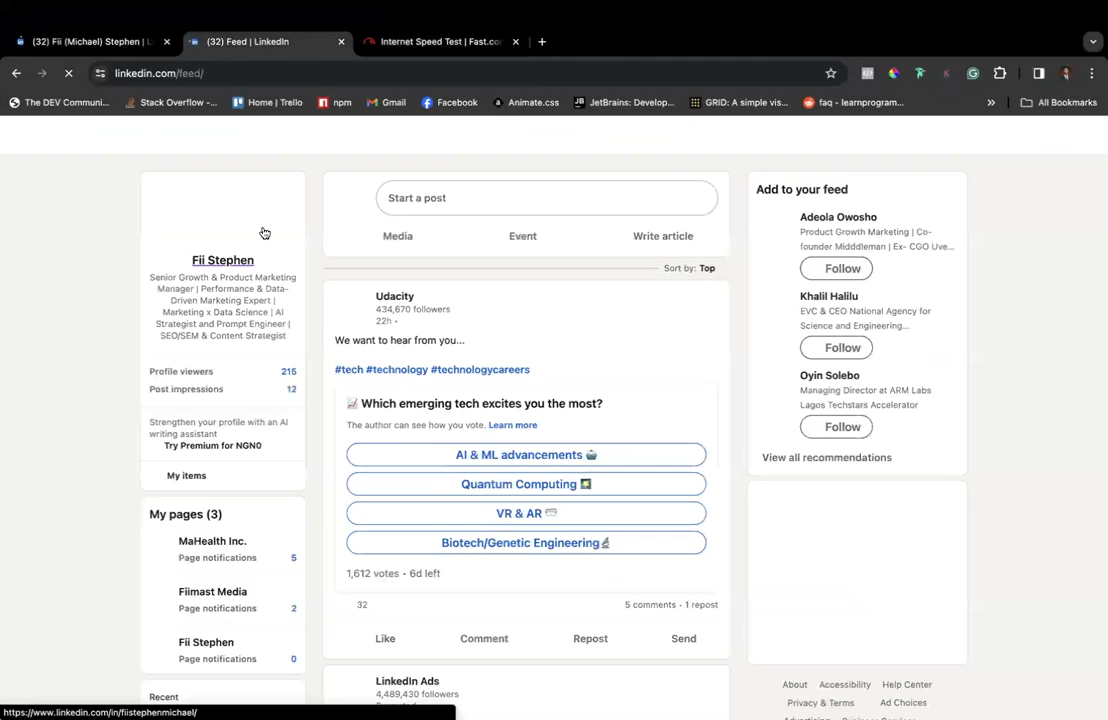 (32) Fii (Michael) Stephen | L
(32) Feed | LinkedIn
Internet Speed Test | Fast.co
linkedin.com/feed/
The DEV Communi...
Stack Overflow -...
Home | Trello
npm
Gmail
Facebook
Animate.css
JetBrains: Develop...
GRID: A simple vis...
faq - learnprogram...
All Bookmarks
Fii Stephen
Senior Growth & Product Marketing
Manager | Performance & Data-
Driven Marketing Expert |
Marketing x Data Science | AI
Strategist and Prompt Engineer |
SEO/SEM & Content Strategist
Profile viewers 215
Post impressions 12
Strengthen your profile with an AI
writing assistant
Try Premium for NGN0
My items
My pages (3)
MaHealth Inc.
Page notifications 5
Fiimast Media
Page notifications 2
Fii Stephen
Page notifications 0
Recent
Start a post
Media
Event
Write article
Sort by: Top
Udacity
434,670 followers
22h •
We want to hear from you...
#tech #technology #technologycareers
Which emerging tech excites you the most?
The author can see how you vote. Learn more
AI & ML advancements
Quantum Computing
VR & AR
Biotech/Genetic Engineering
1,612 votes • 6d left
32
5 comments • 1 repost
Like
Comment
Repost
Send
LinkedIn Ads
4,489,430 followers
Add to your feed
Adeola Owosho
Product Growth Marketing | Co-
founder Midddleman | Ex- CGO Uve...
Follow
Khalil Halilu
EVC & CEO National Agency for
Science and Engineering...
Follow
Oyin Solebo
Managing Director at ARM Labs
Lagos Techstars Accelerator
Follow
View all recommendations
About
Accessibility
Help Center
Privacy & Terms
Ad Choices
https://www.linkedin.com/in/fiistephenmichael/